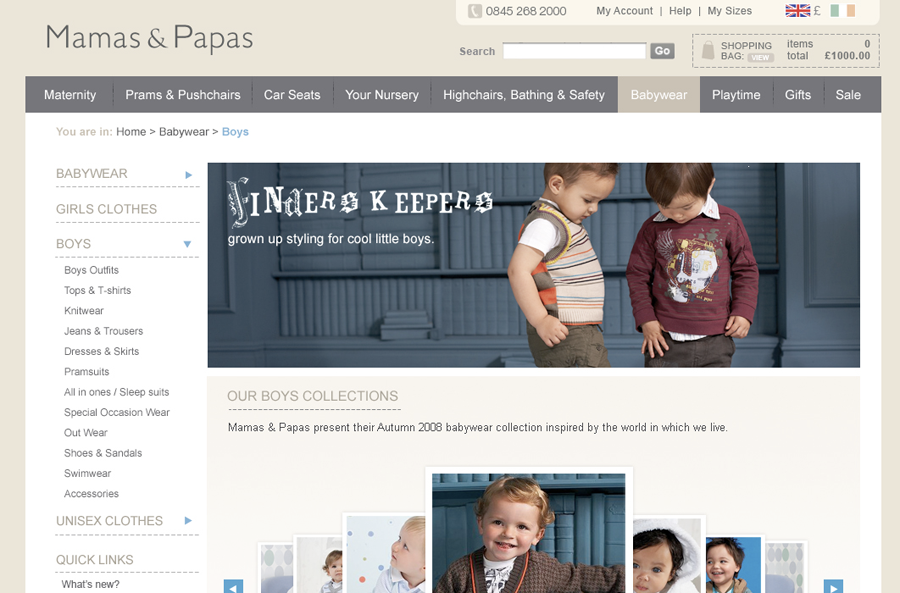 0845 268 2000
My Account | Help | My Sizes
£
Mamas & Papas
Search
Go
SHOPPING BAG: VIEW
items 0
total £1000.00
Maternity
Prams & Pushchairs
Car Seats
Your Nursery
Highchairs, Bathing & Safety
Babywear
Playtime
Gifts
Sale
You are in: Home > Babywear > Boys
BABYWEAR
GIRLS CLOTHES
BOYS
Boys Outfits
Tops & T-shirts
Knitwear
Jeans & Trousers
Dresses & Skirts
Pramsuits
All in ones / Sleep suits
Special Occasion Wear
Out Wear
Shoes & Sandals
Swimwear
Accessories
UNISEX CLOTHES
QUICK LINKS
What's new?
FINDERS KEEPERS
grown up styling for cool little boys.
OUR BOYS COLLECTIONS
Mamas & Papas present their Autumn 2008 babywear collection inspired by the world in which we live.